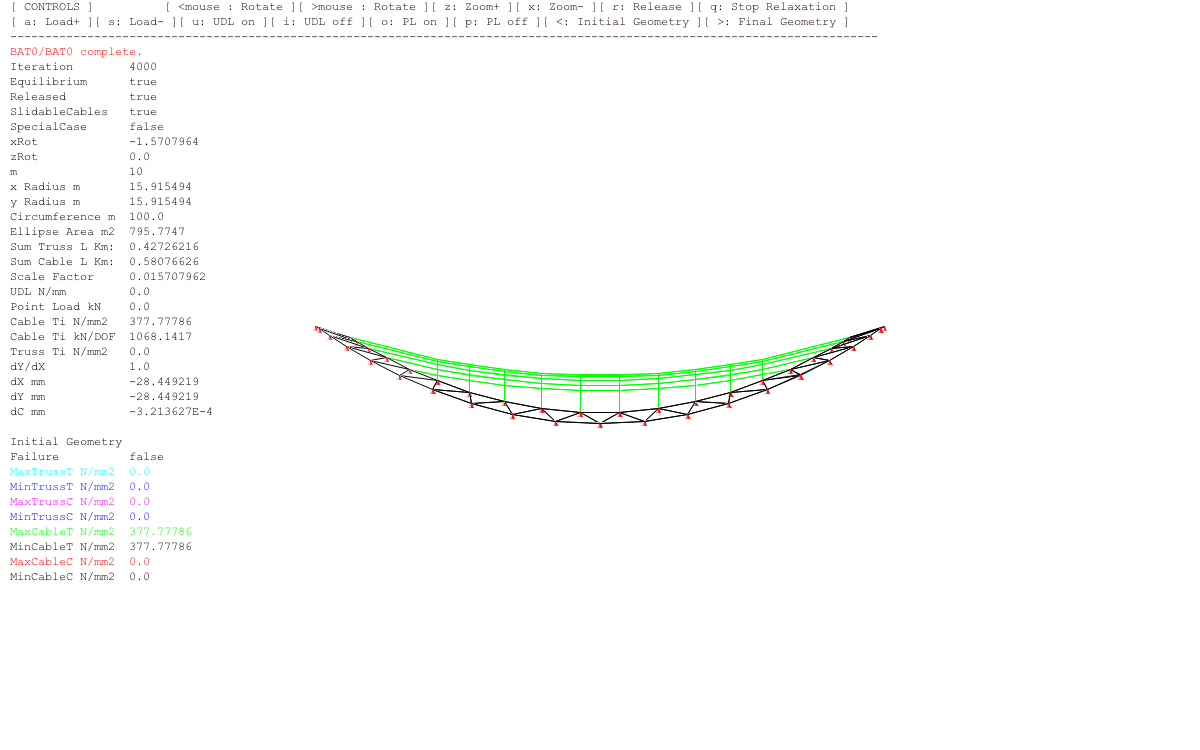 [ CONTROLS ] [ <mouse : Rotate ][ >mouse : Rotate ][ z: Zoom+ ][ x: Zoom- ][ r: Release ][ q: Stop Relaxation ]
[ a: Load+ ][ s: Load- ][ u: UDL on ][ i: UDL off ][ o: PL on ][ p: PL off ][ <: Initial Geometry ][ >: Final Geometry ]
----------------------------------------------------------------------------------------------------------------------------
BAT0/BAT0 complete.
Iteration 4000
Equilibrium true
Released true
SlidableCables true
SpecialCase false
xRot -1.5707964
zRot 0.0
m 10
x Radius m 15.915494
y Radius m 15.915494
Circumference m 100.0
Ellipse Area m2 795.7747
Sum Truss L Km: 0.42726216
Sum Cable L Km: 0.58076626
Scale Factor 0.015707962
UDL N/mm 0.0
Point Load kN 0.0
Cable Ti N/mm2 377.77786
Cable Ti kN/DOF 1068.1417
Truss Ti N/mm2 0.0
dY/dX 1.0
dX mm -28.449219
dY mm -28.449219
dC mm -3.213627E-4
Initial Geometry
Failure false
MaxTrussT N/mm2 0.0
MinTrussT N/mm2 0.0
MaxTrussC N/mm2 0.0
MinTrussC N/mm2 0.0
MaxCableT N/mm2 377.77786
MinCableT N/mm2 377.77786
MaxCableC N/mm2 0.0
MinCableC N/mm2 0.0